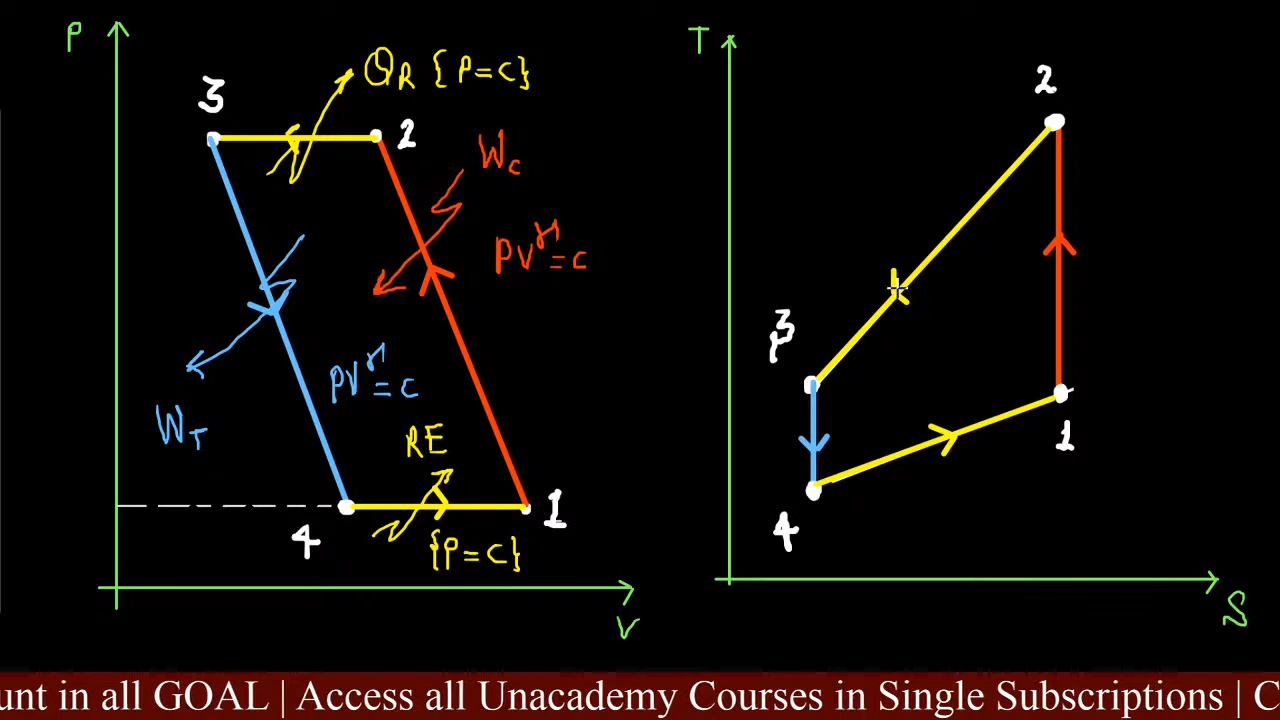 P
3
QR {P=C}
2
WC
PV^γ=C
WT
PV^γ=C
RE
4
1
{P=C}
V
T
2
3
1
4
S
unt in all GOAL | Access all Unacademy Courses in Single Subscriptions | C